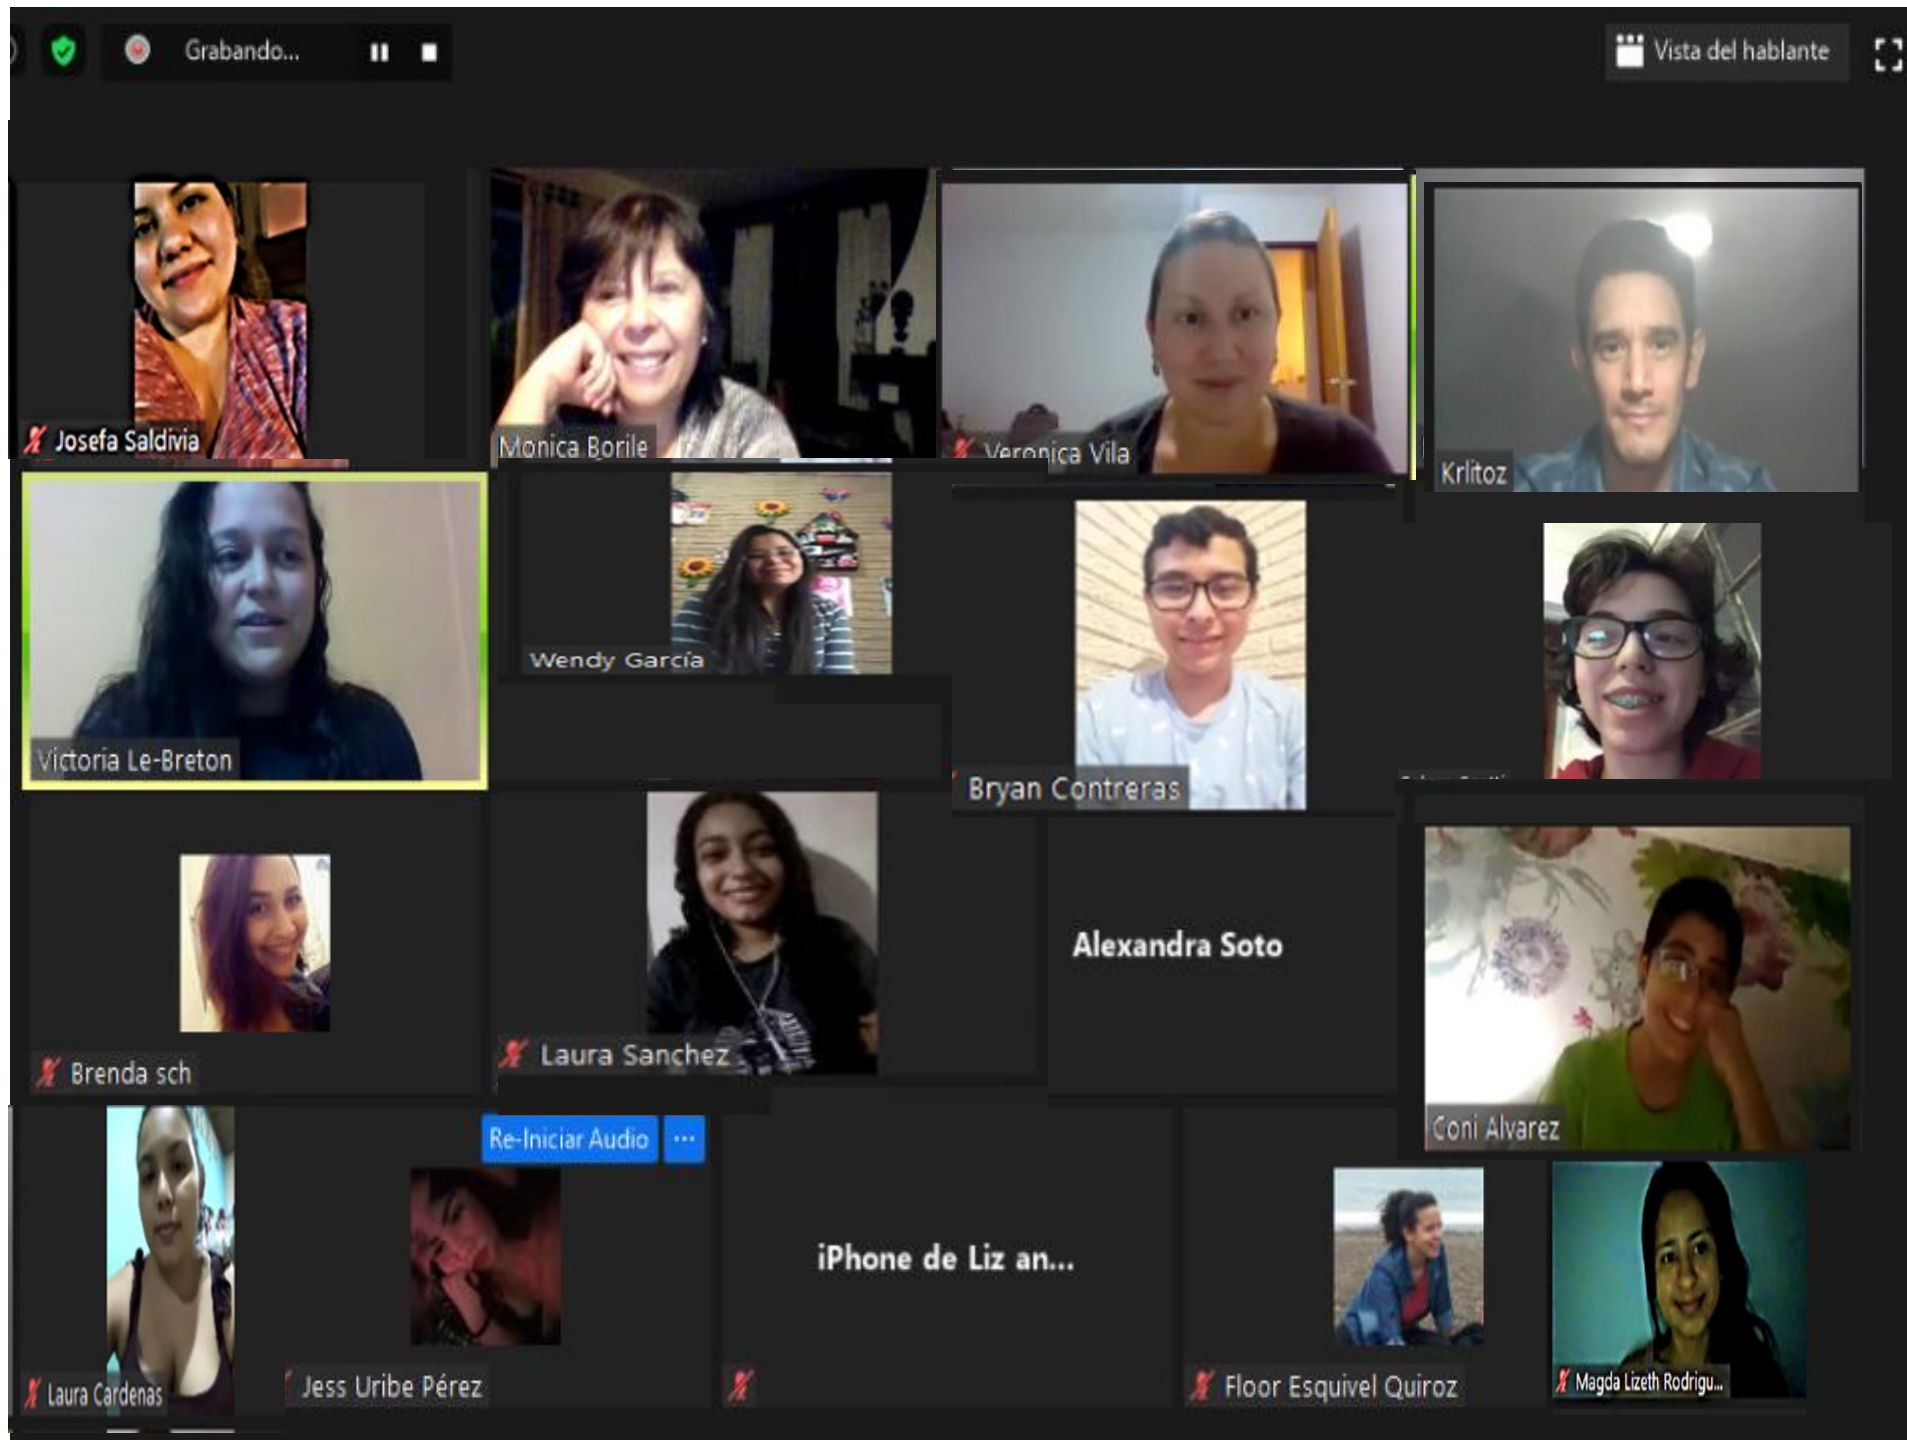 Grabando...
Vista del hablante
Josefa Saldivia
Monica Borile
Veronica Vila
Krlitoz
Victoria Le-Breton
Wendy García
Bryan Contreras
Brenda sch
Laura Sanchez
Alexandra Soto
Coni Alvarez
Re-Iniciar Audio
...
Laura Cardenas
Jess Uribe Pérez
iPhone de Liz an...
Floor Esquivel Quiroz
Magda Lizeth Rodrigu...